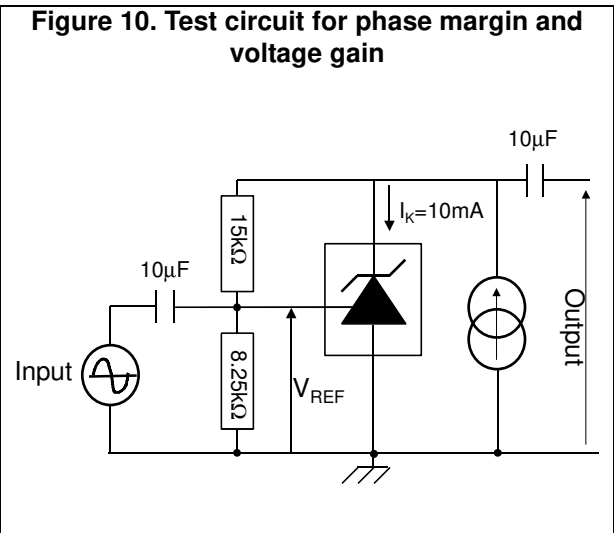 Figure 10. Test circuit for phase margin and
voltage gain
10μF
I_K=10mA
15kΩ
10μF
Input
8.25kΩ
V_REF
Output